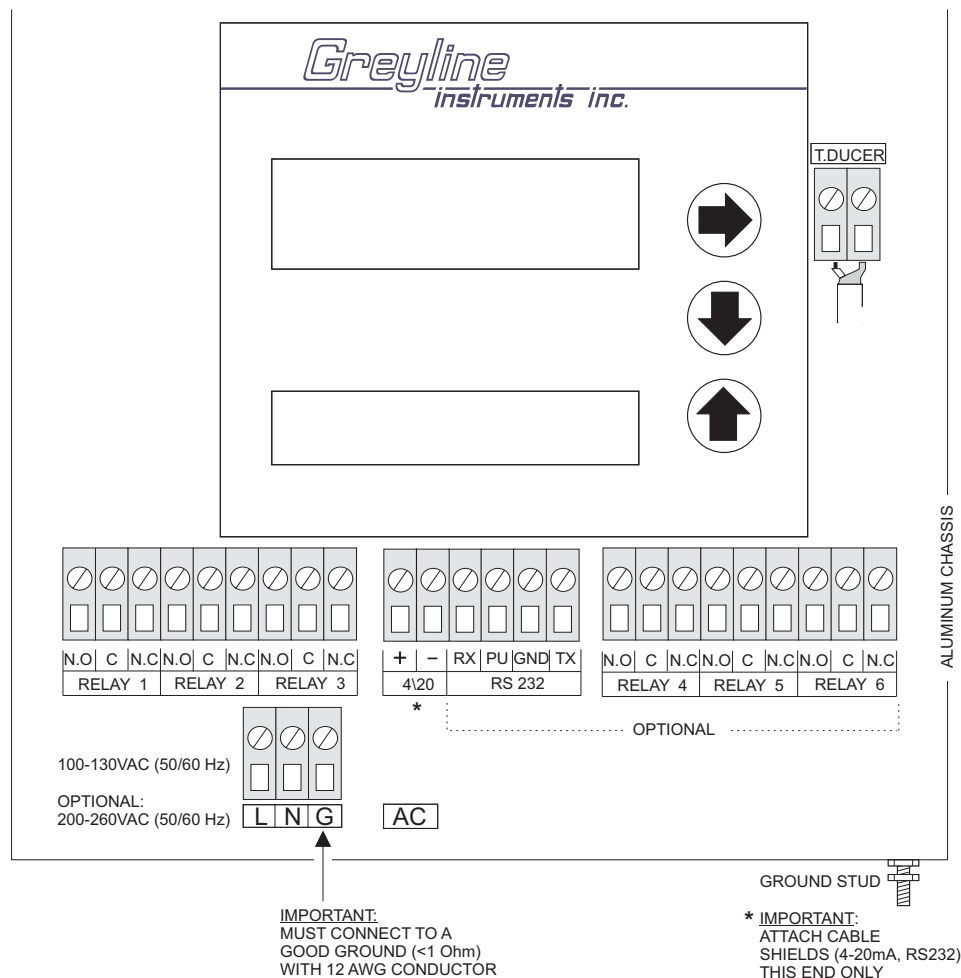 Greyline
instruments inc.
T.DUCER
ALUMINUM CHASSIS
N.O C N.C N.O C N.C N.O C N.C
RELAY 1 RELAY 2 RELAY 3
+ − RX PU GND TX
4\20 RS 232
*
N.O C N.C N.O C N.C N.O C N.C
RELAY 4 RELAY 5 RELAY 6
OPTIONAL
100-130VAC (50/60 Hz)
OPTIONAL:
200-260VAC (50/60 Hz)
L N G
AC
GROUND STUD
IMPORTANT:
MUST CONNECT TO A
GOOD GROUND (<1 Ohm)
WITH 12 AWG CONDUCTOR
* IMPORTANT:
ATTACH CABLE
SHIELDS (4-20mA, RS232)
THIS END ONLY